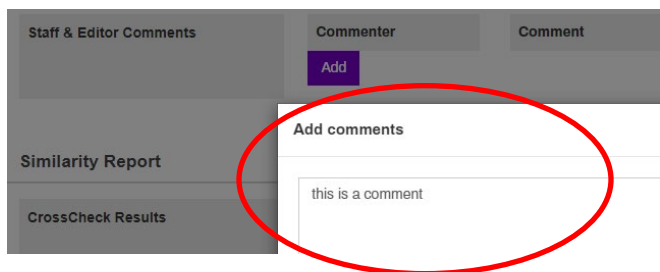 Staff & Editor Comments Commenter Comment
Add
Add comments
Similarity Report
this is a comment
CrossCheck Results